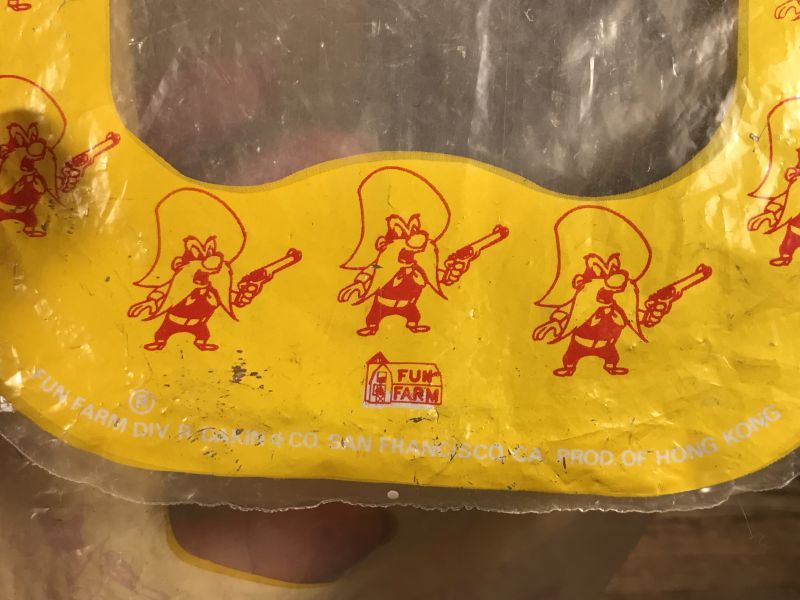 FUN
FARM
®
FUN FARM DIV. R. DAKIN & CO. SAN FRANCISCO, CA. PROD. OF HONG KONG